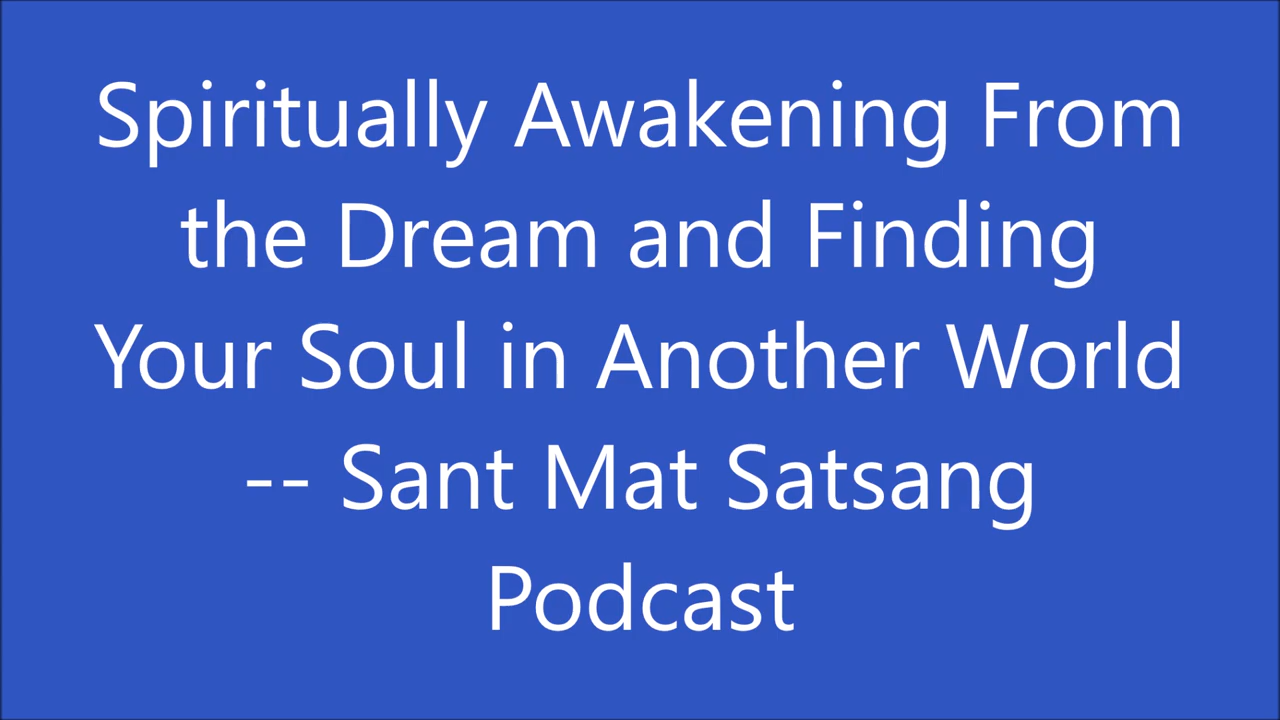 Spiritually Awakening From
the Dream and Finding
Your Soul in Another World
-- Sant Mat Satsang
Podcast